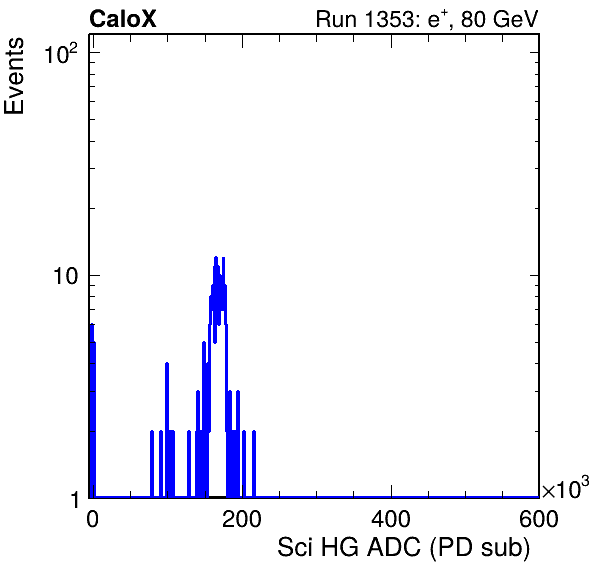 CaloX Run 1353: e⁺, 80 GeV
Events
10²
10
1
0 200 400 600
×10³
Sci HG ADC (PD sub)